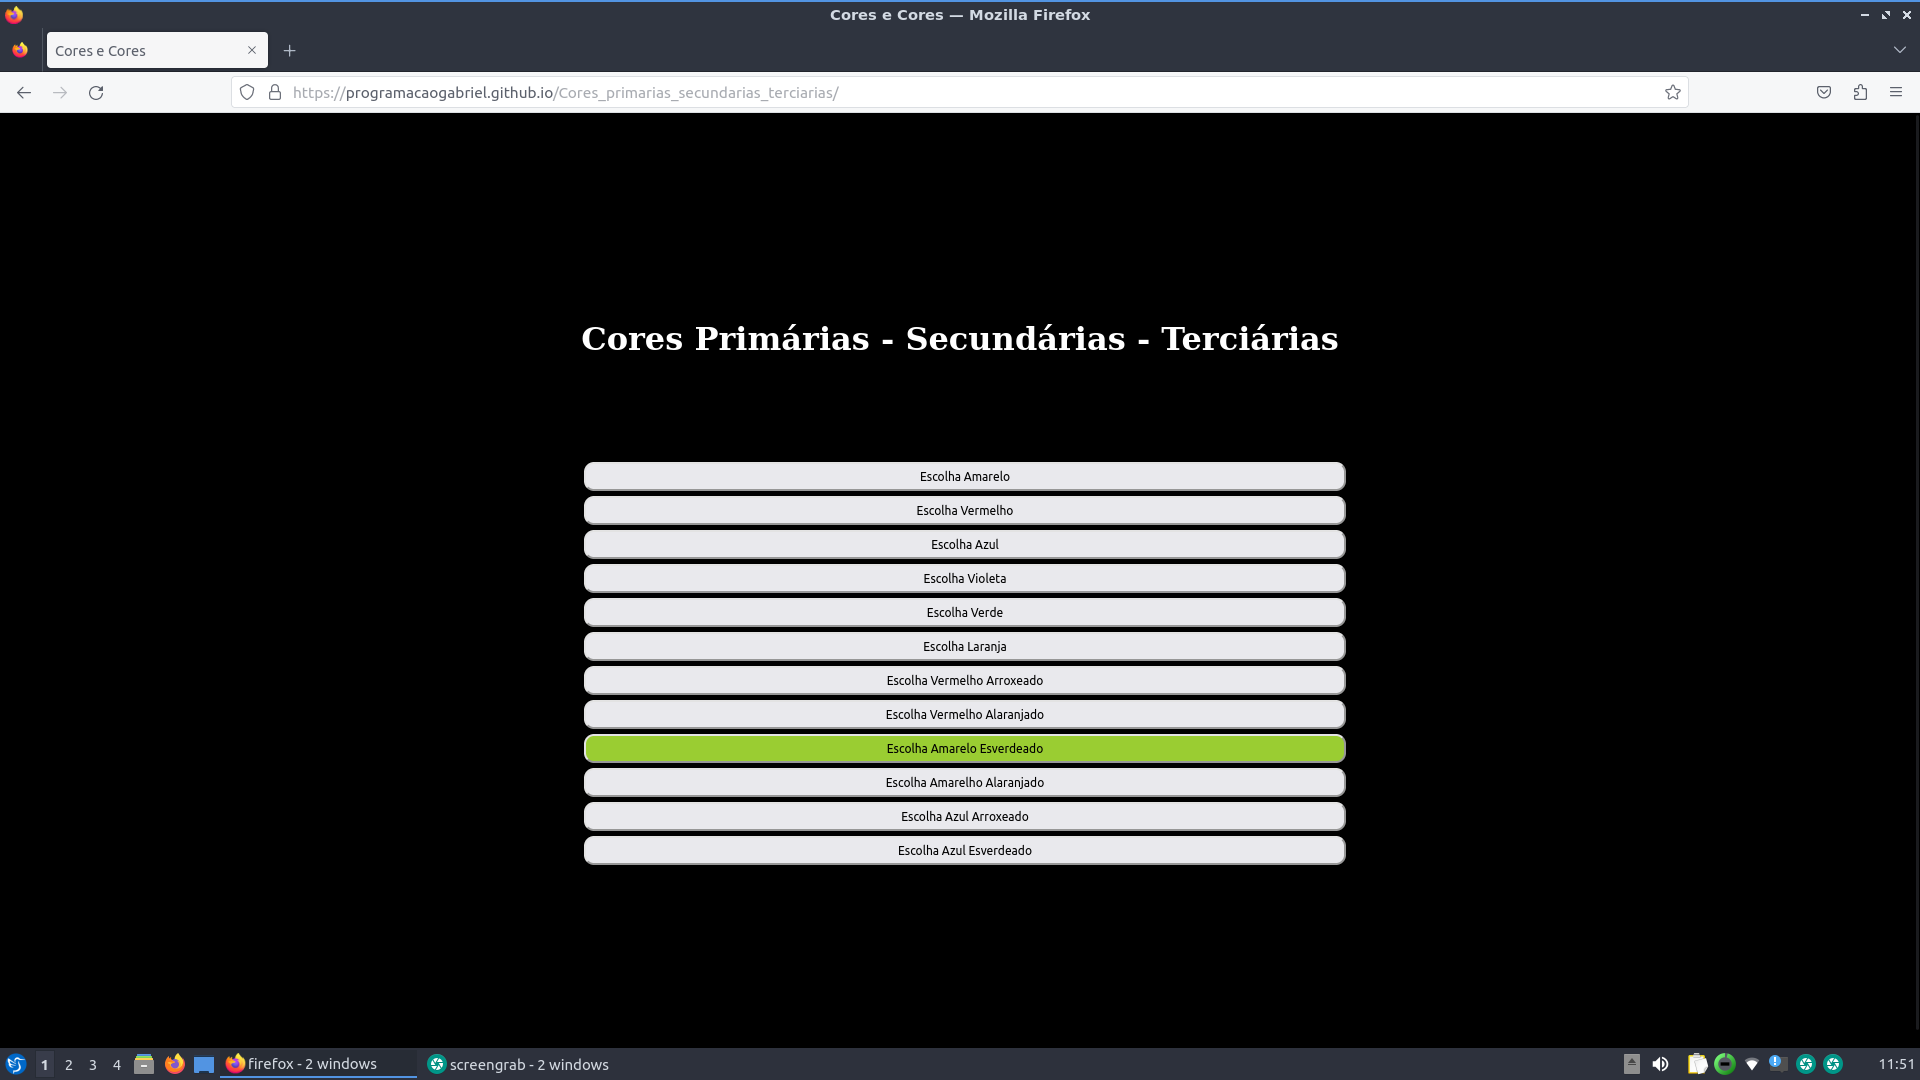 Cores e Cores — Mozilla Firefox
Cores e Cores
https://programacaogabriel.github.io/Cores_primarias_secundarias_terciarias/
Cores Primárias - Secundárias - Terciárias
Escolha Amarelo
Escolha Vermelho
Escolha Azul
Escolha Violeta
Escolha Verde
Escolha Laranja
Escolha Vermelho Arroxeado
Escolha Vermelho Alaranjado
Escolha Amarelo Esverdeado
Escolha Amarelho Alaranjado
Escolha Azul Arroxeado
Escolha Azul Esverdeado
1 2 3 4 firefox - 2 windows screengrab - 2 windows 11:51